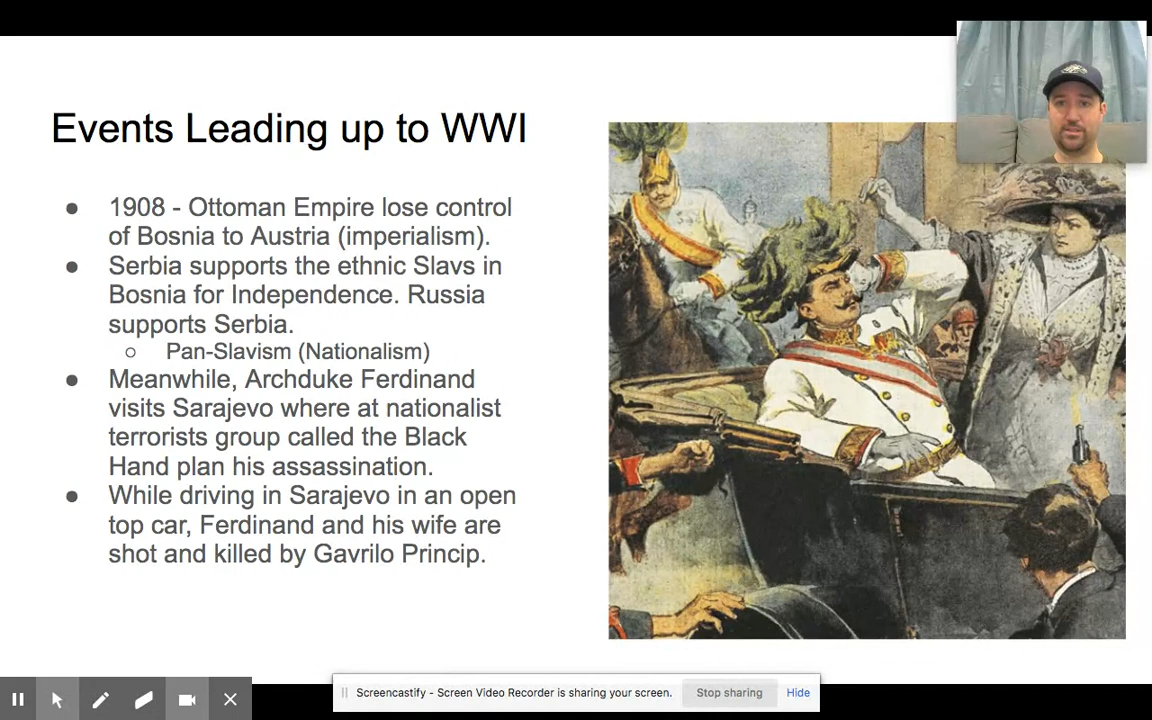 Events Leading up to WWI
● 1908 - Ottoman Empire lose control
of Bosnia to Austria (imperialism).
● Serbia supports the ethnic Slavs in
Bosnia for Independence. Russia
supports Serbia.
○ Pan-Slavism (Nationalism)
● Meanwhile, Archduke Ferdinand
visits Sarajevo where at nationalist
terrorists group called the Black
Hand plan his assassination.
● While driving in Sarajevo in an open
top car, Ferdinand and his wife are
shot and killed by Gavrilo Princip.
Screencastify - Screen Video Recorder is sharing your screen. Stop sharing Hide